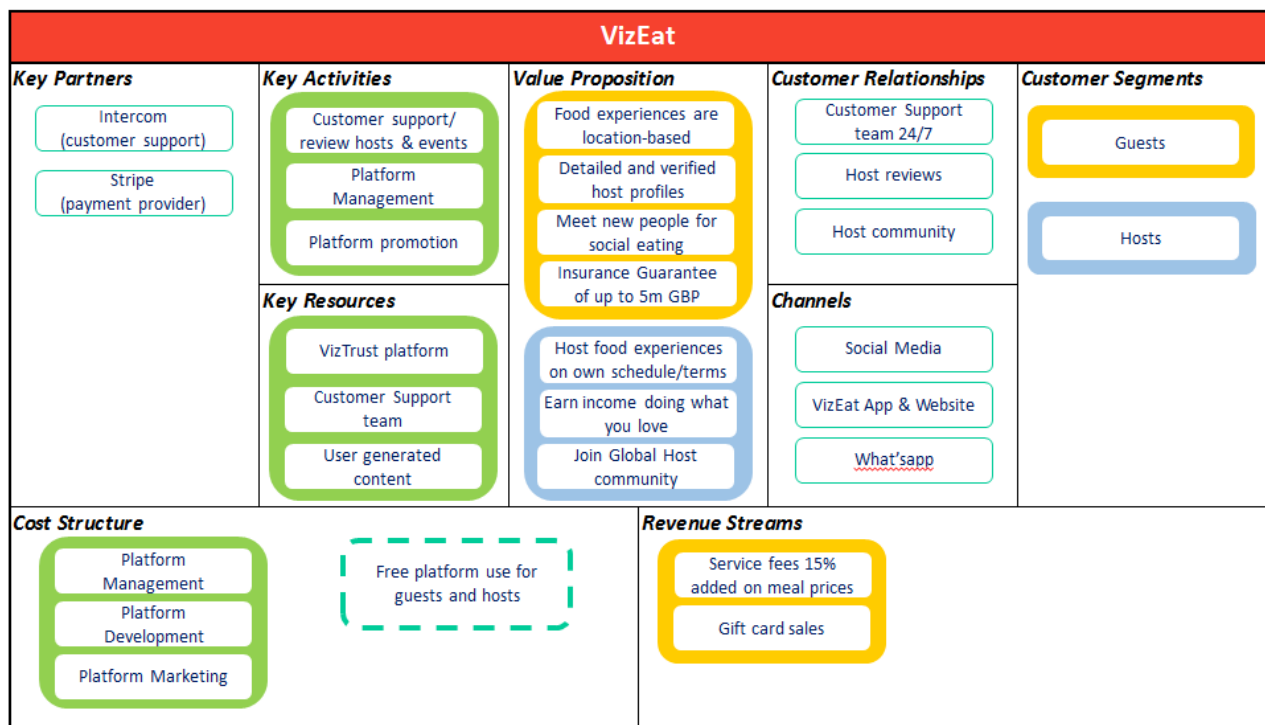 VizEat
Key Partners
Intercom
(customer support)
Stripe
(payment provider)
Key Activities
Customer support/
review hosts & events
Platform
Management
Platform promotion
Key Resources
VizTrust platform
Customer Support
team
User generated
content
Value Proposition
Food experiences are
location-based
Detailed and verified
host profiles
Meet new people for
social eating
Insurance Guarantee
of up to 5m GBP
Host food experiences
on own schedule/terms
Earn income doing what
you love
Join Global Host
community
Customer Relationships
Customer Support
team 24/7
Host reviews
Host community
Channels
Social Media
VizEat App & Website
What'sapp
Customer Segments
Guests
Hosts
Cost Structure
Platform
Management
Platform
Development
Platform Marketing
Free platform use for
guests and hosts
Revenue Streams
Service fees 15%
added on meal prices
Gift card sales